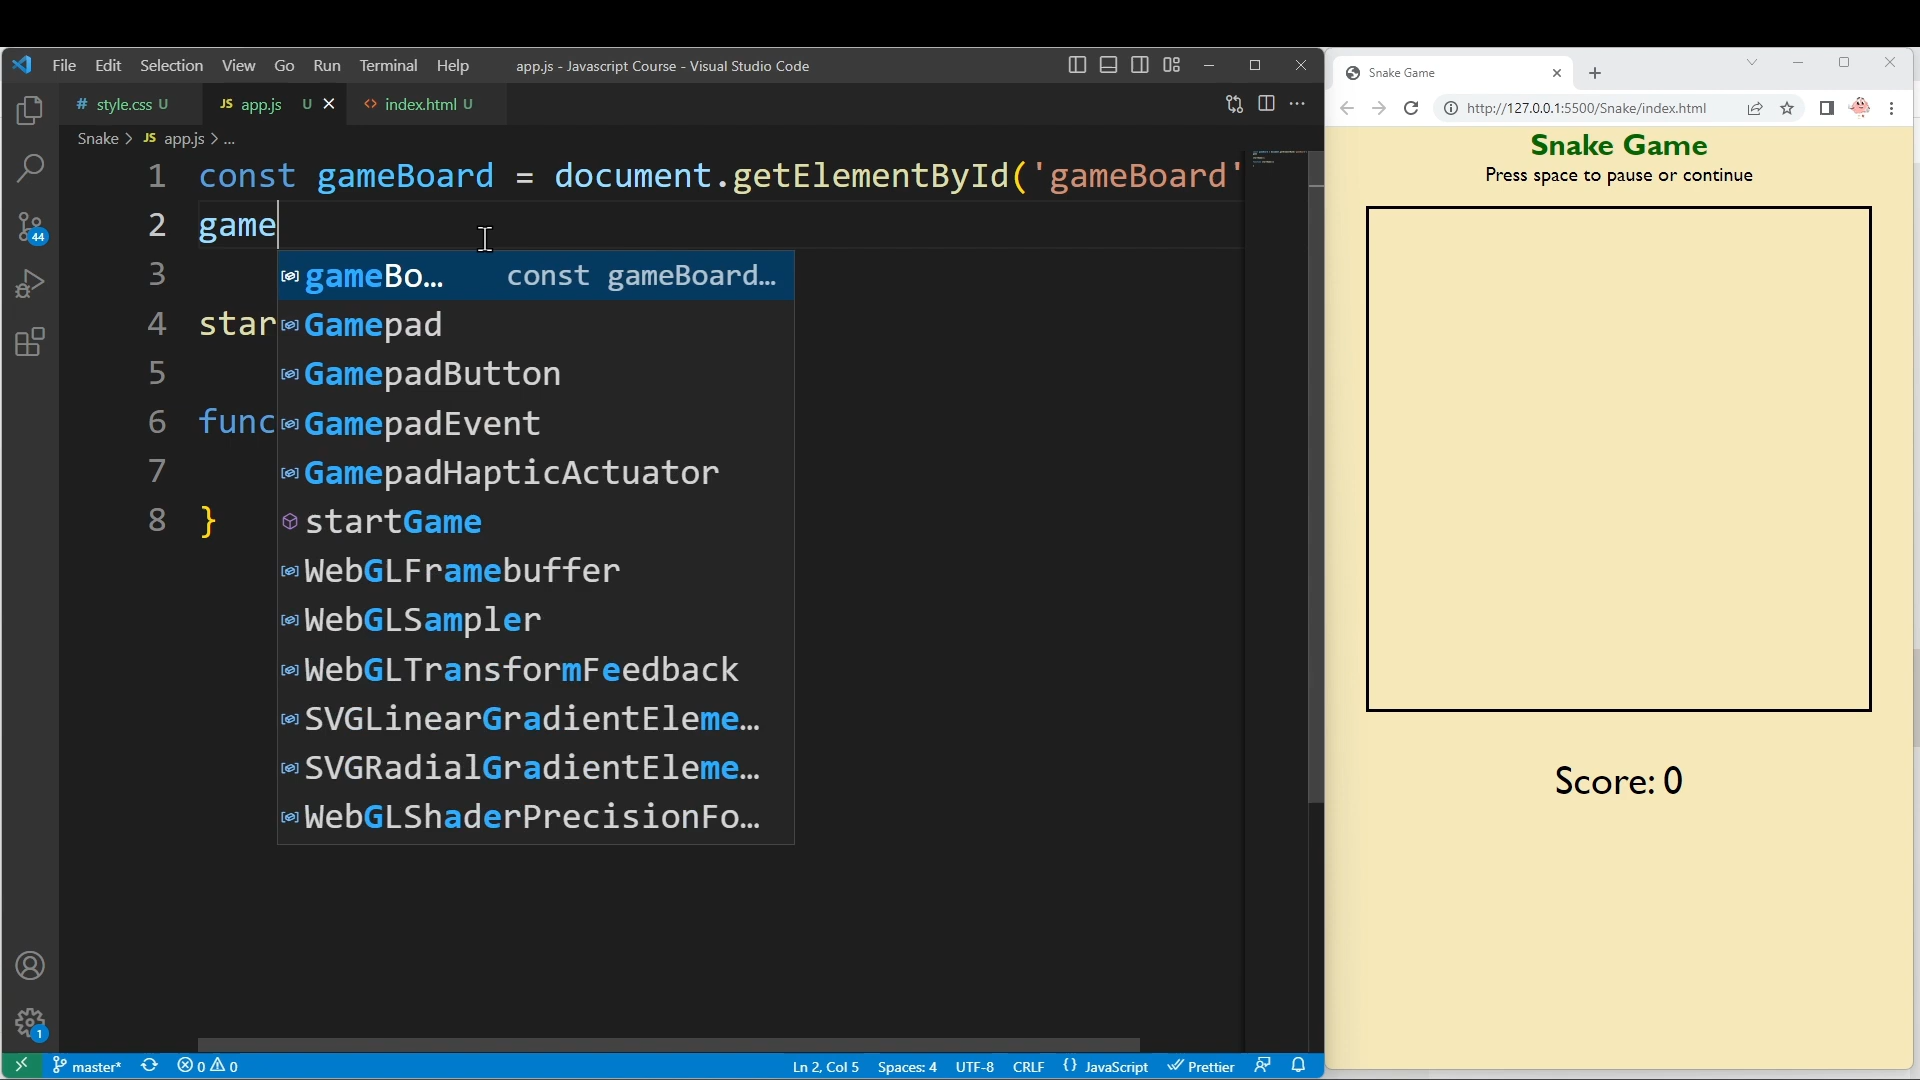 File Edit Selection View Go Run Terminal Help app.js - Javascript Course - Visual Studio Code
# style.css U JS app.js U <> index.html U
Snake > JS app.js > ...
1 const gameBoard = document.getElementById('gameBoard'
2 game
3
4 star
5
6 func
7
8 }
gameBo... const gameBoard...
Gamepad
GamepadButton
GamepadEvent
GamepadHapticActuator
startGame
WebGLFramebuffer
WebGLSampler
WebGLTransformFeedback
SVGLinearGradientEleme...
SVGRadialGradientEleme...
WebGLShaderPrecisionFo...
44
1
master* 0 0 Ln 2, Col 5 Spaces: 4 UTF-8 CRLF {} JavaScript Prettier
Snake Game
http://127.0.0.1:5500/Snake/index.html
Snake Game
Press space to pause or continue
Score: 0